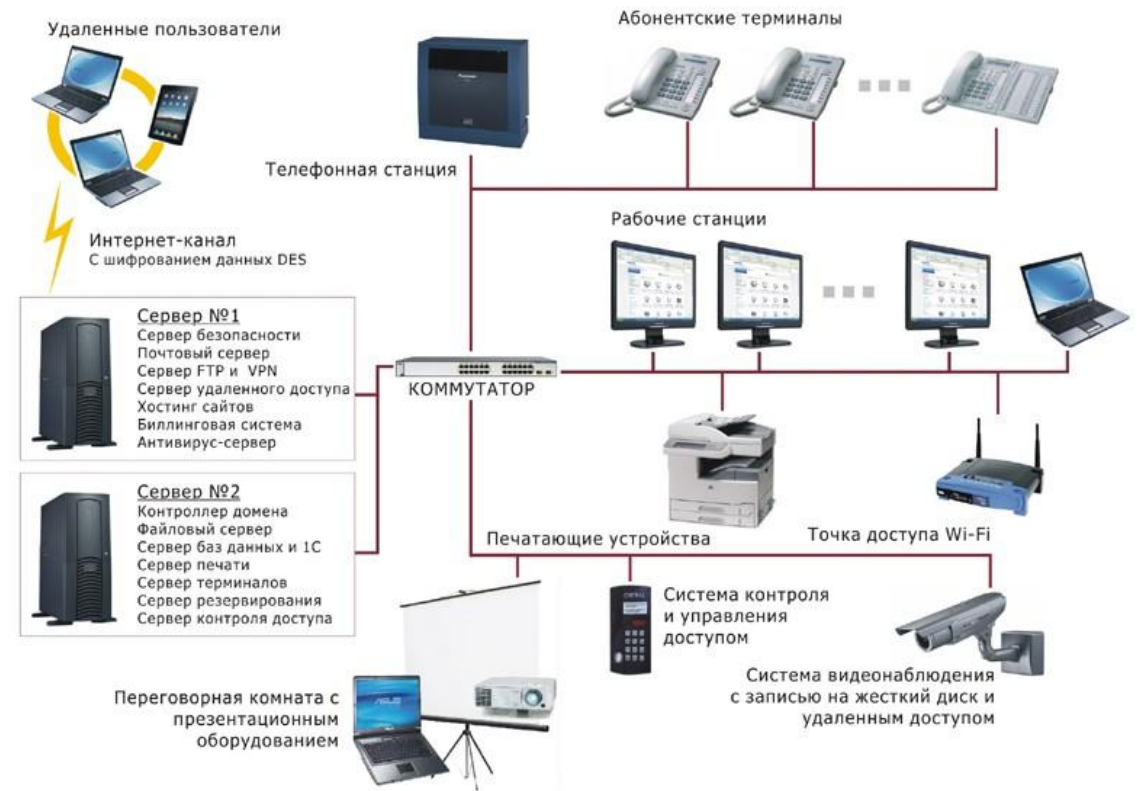 Удаленные пользователи
Абонентские терминалы
Panasonic
Телефонная станция
Рабочие станции
Интернет-канал
С шифрованием данных DES
Сервер №1
Сервер безопасности
Почтовый сервер
Сервер FTP и VPN
Сервер удаленного доступа
Хостинг сайтов
Биллинговая система
Антивирус-сервер
КОММУТАТОР
Сервер №2
Контроллер домена
Файловый сервер
Сервер баз данных и 1С
Сервер печати
Сервер терминалов
Сервер резервирования
Сервер контроля доступа
Печатающие устройства
Точка доступа Wi-Fi
Система контроля
и управления
доступом
Система видеонаблюдения
с записью на жесткий диск и
удаленным доступом
Переговорная комната с
презентационным
оборудованием
ASUS